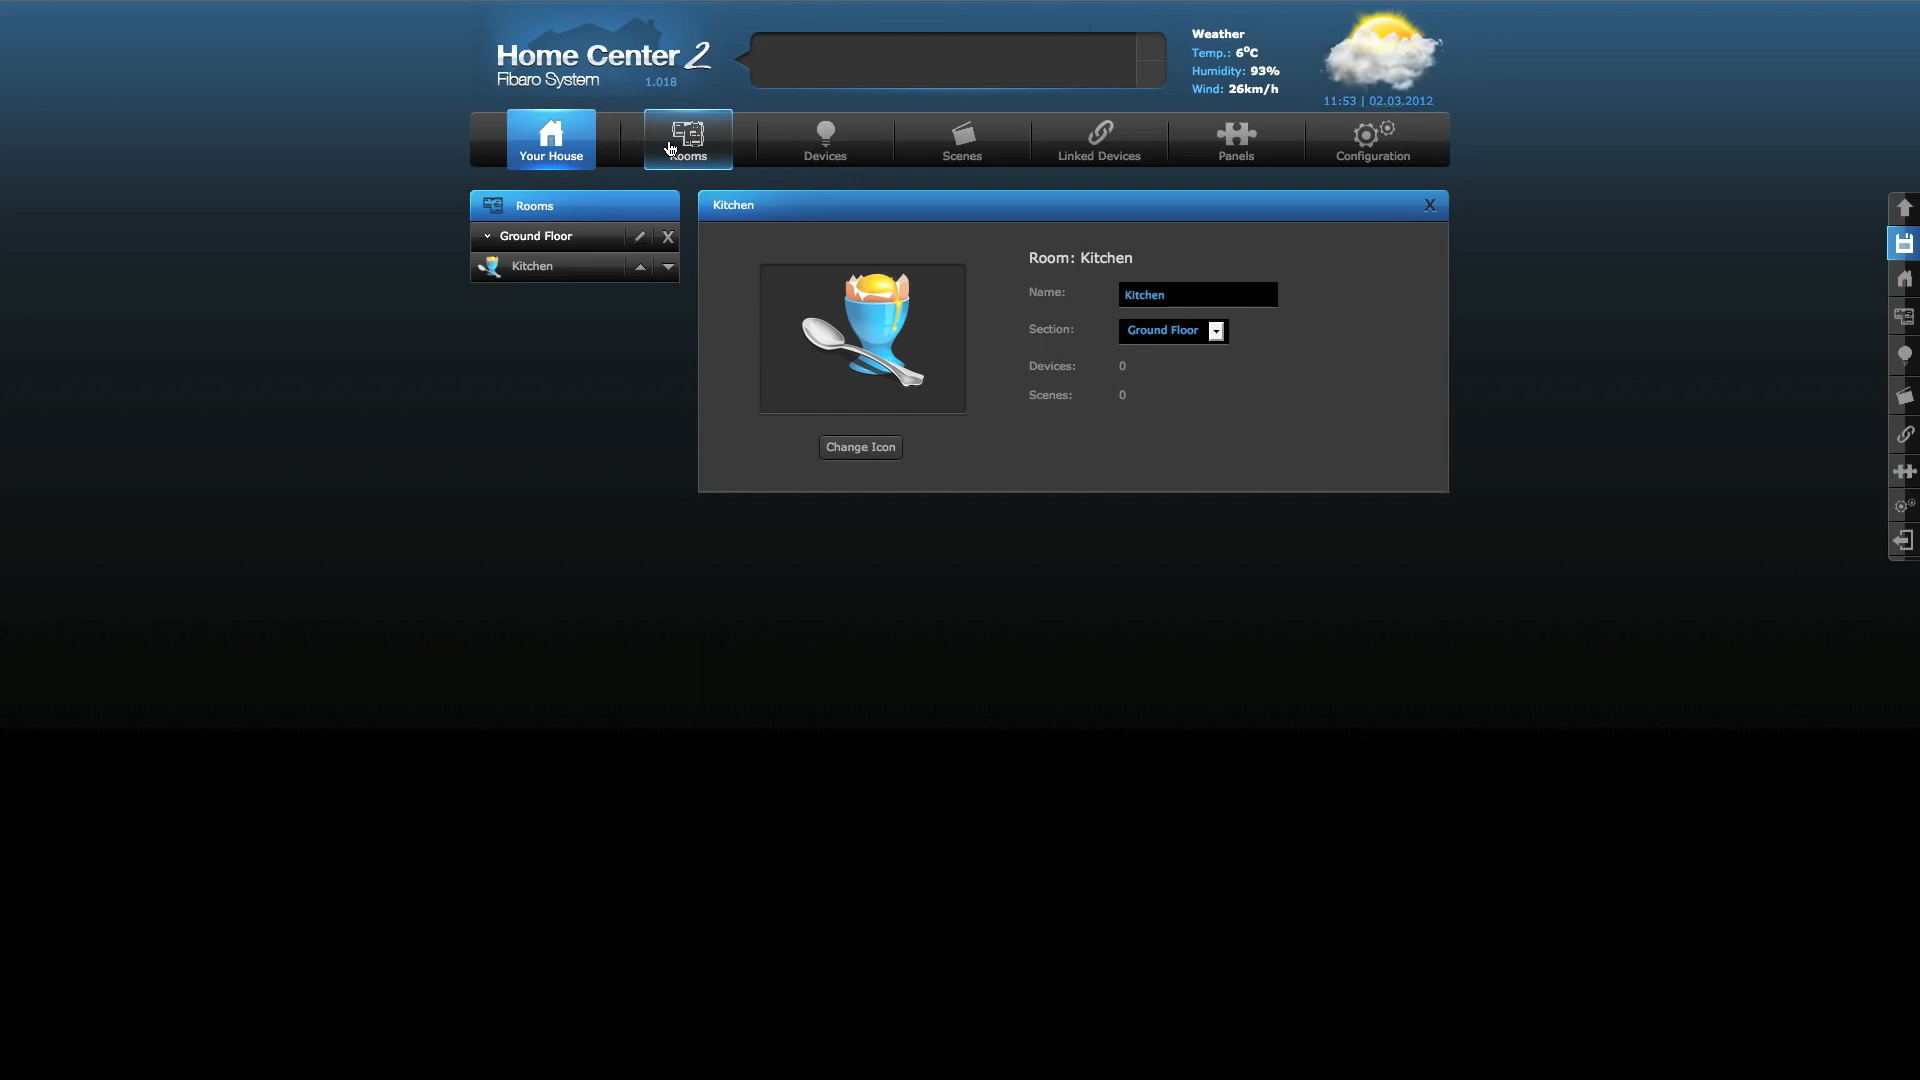 Home Center 2
Fibaro System
1.018
Weather
Temp.: 6°C
Humidity: 93%
Wind: 26km/h
11:53 | 02.03.2012
Your House
Rooms
Devices
Scenes
Linked Devices
Panels
Configuration
Rooms
Ground Floor
Kitchen
Kitchen
X
Room: Kitchen
Name: Kitchen
Section: Ground Floor
Devices: 0
Scenes: 0
Change Icon